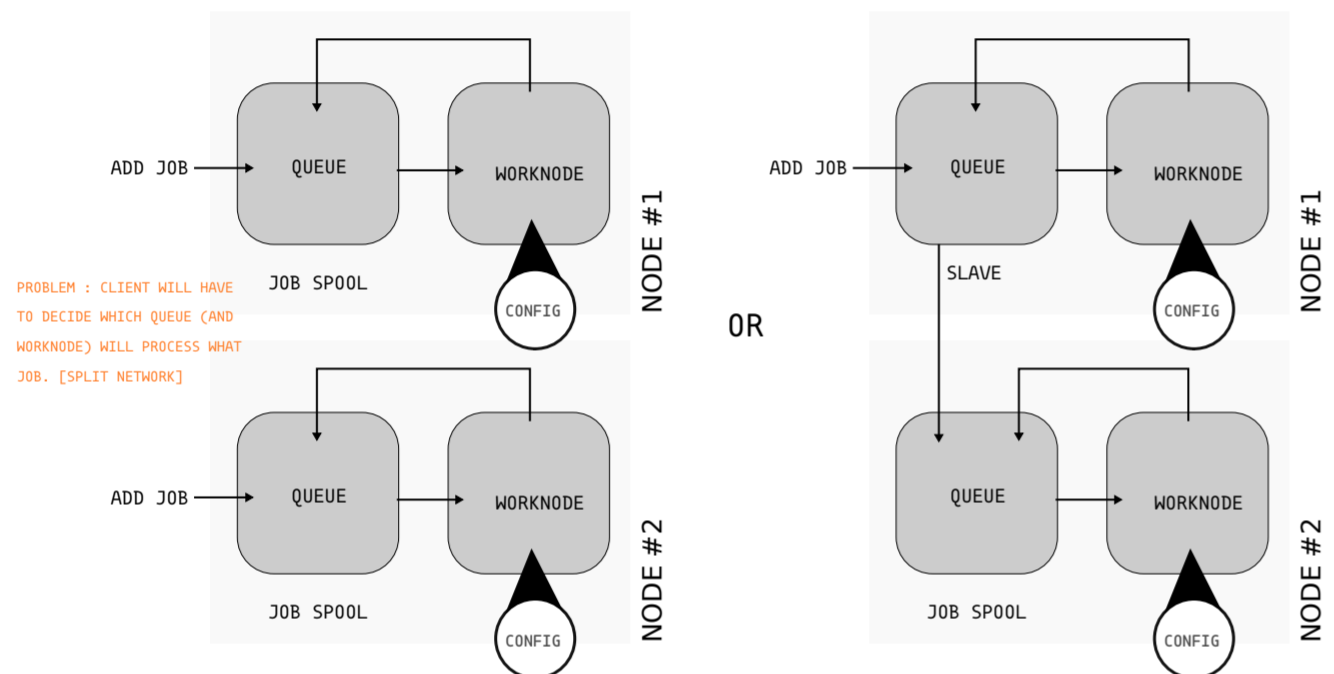 ADD JOB
QUEUE
WORKNODE
JOB SPOOL
CONFIG
NODE #1
PROBLEM : CLIENT WILL HAVE
TO DECIDE WHICH QUEUE (AND
WORKNODE) WILL PROCESS WHAT
JOB. [SPLIT NETWORK]
ADD JOB
QUEUE
WORKNODE
JOB SPOOL
CONFIG
NODE #2
OR
ADD JOB
QUEUE
WORKNODE
SLAVE
CONFIG
NODE #1
QUEUE
WORKNODE
JOB SPOOL
CONFIG
NODE #2